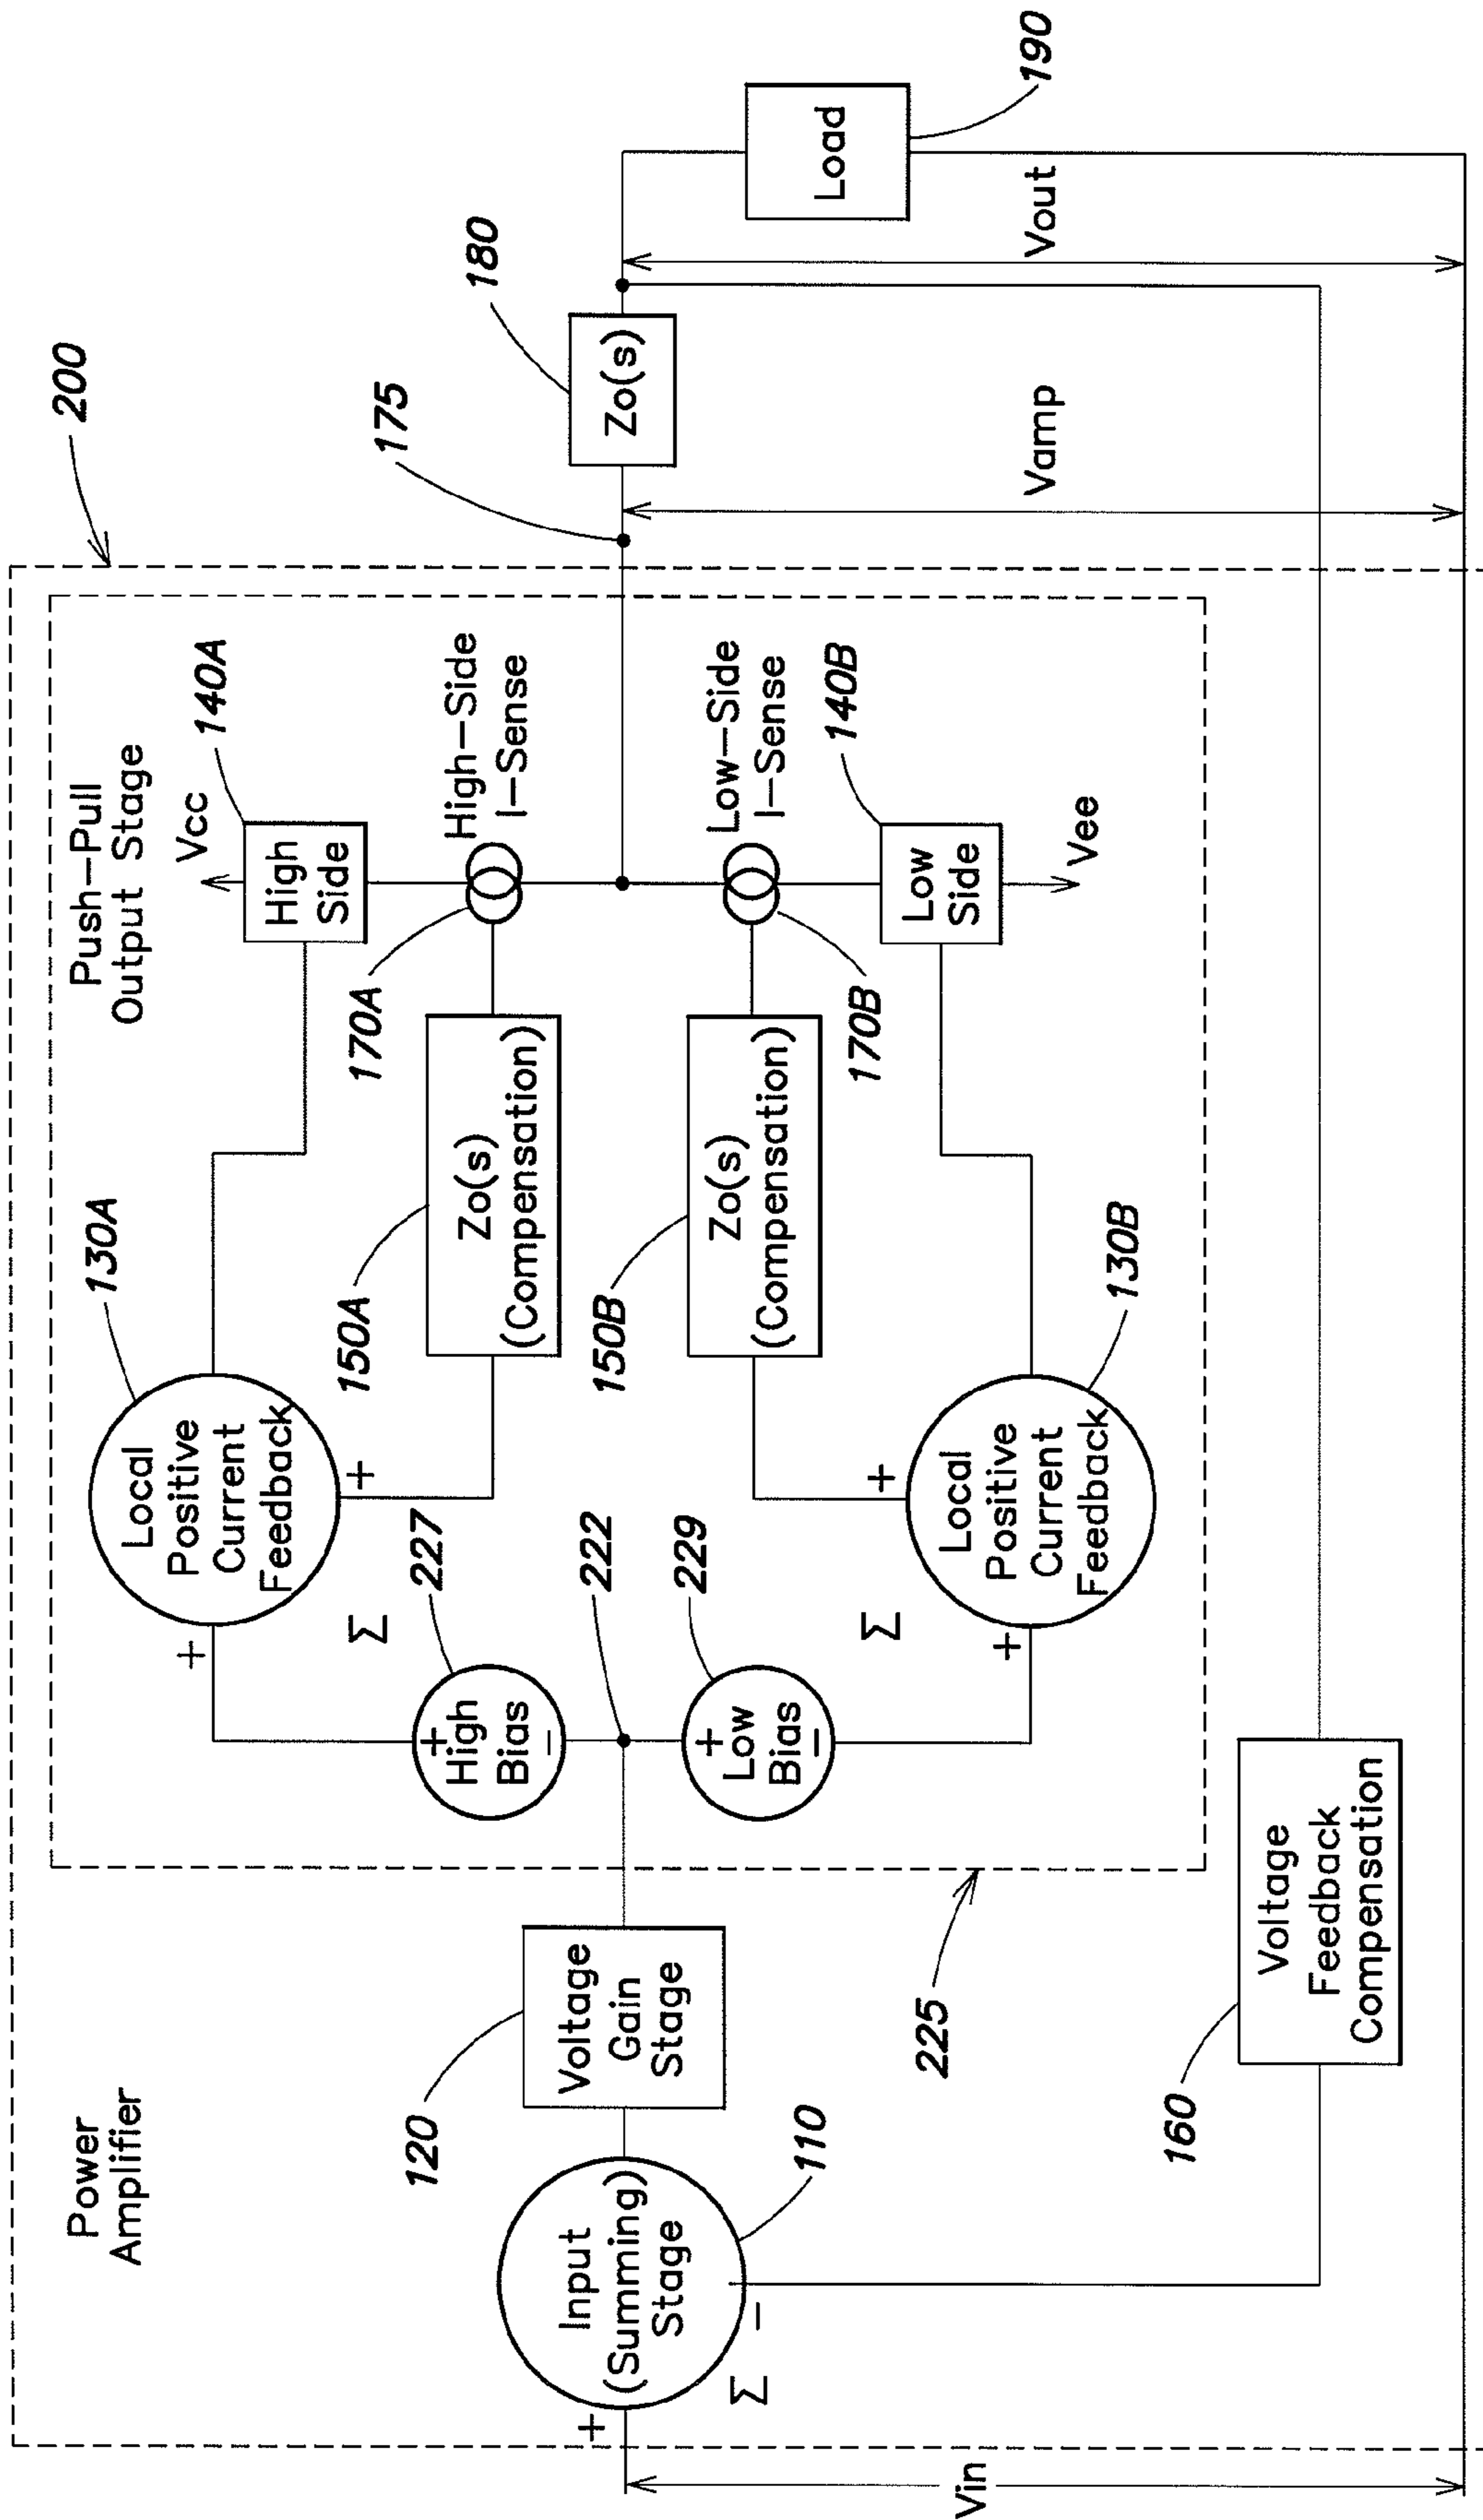 200
Power
Amplifier
Push-Pull
Output Stage
130A
Vcc
140A
High
Side
Local
Positive
Current
Feedback
+
+
Σ
150A
Zo(s)
(Compensation)
170A
High-Side
I-Sense
175
180
Zo(s)
227
+
High
Bias
–
222
120
Voltage
Gain
Stage
Input
(Summing)
Stage
+
–
Σ
110
229
+
Low
Bias
–
150B
Zo(s)
(Compensation)
170B
Low-Side
I-Sense
140B
Low
Side
Vee
Σ
+
+
Local
Positive
Current
Feedback
130B
225
Load
190
Vin
Vamp
Vout
160
Voltage
Feedback
Compensation